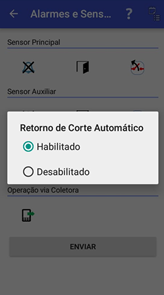 Alarmes e Sens...
?
Sensor Principal
Sensor Auxiliar
Retorno de Corte Automático
Habilitado
Desabilitado
Operação via Coletora
ENVIAR